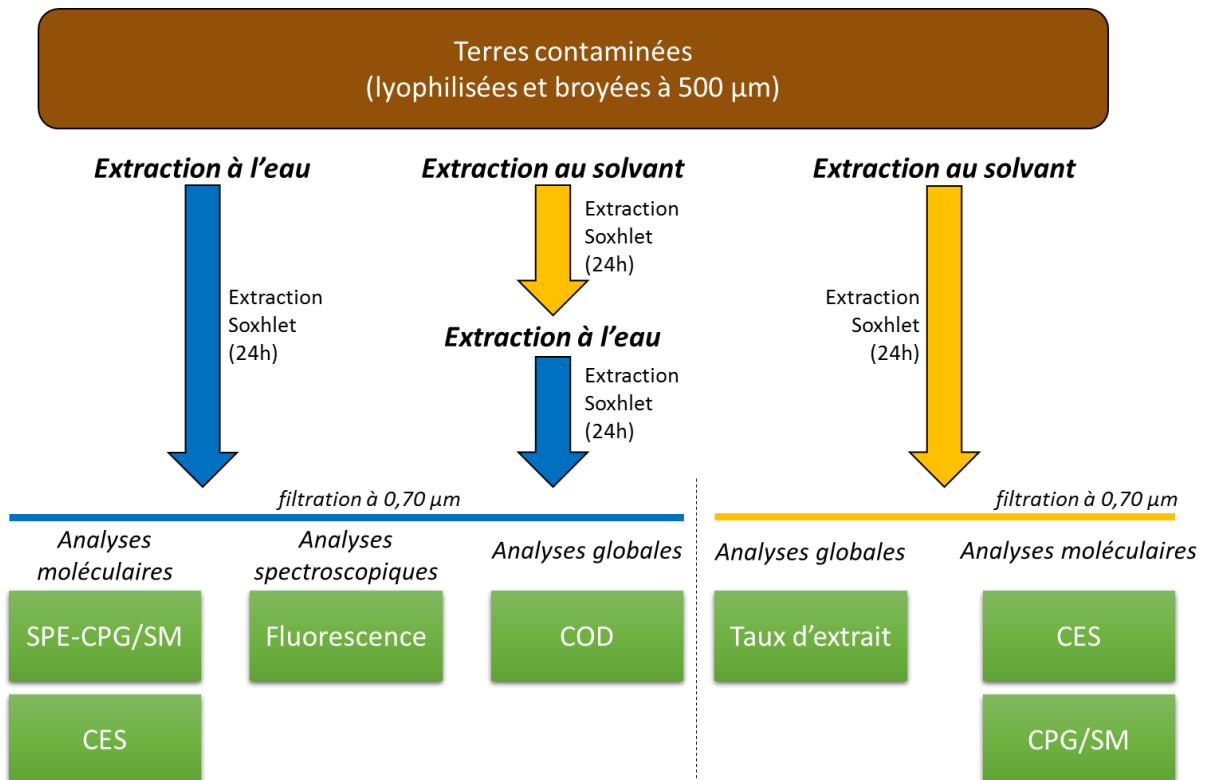 Terres contaminées
(lyophilisées et broyées à 500 µm)
Extraction à l'eau
Extraction au solvant
Extraction au solvant
Extraction
Soxhlet
(24h)
Extraction
Soxhlet
(24h)
Extraction
Soxhlet
(24h)
Extraction à l'eau
Extraction
Soxhlet
(24h)
filtration à 0,70 µm
filtration à 0,70 µm
Analyses
moléculaires
Analyses
spectroscopiques
Analyses globales
Analyses globales
Analyses moléculaires
SPE-CPG/SM
Fluorescence
COD
Taux d'extrait
CES
CES
CPG/SM